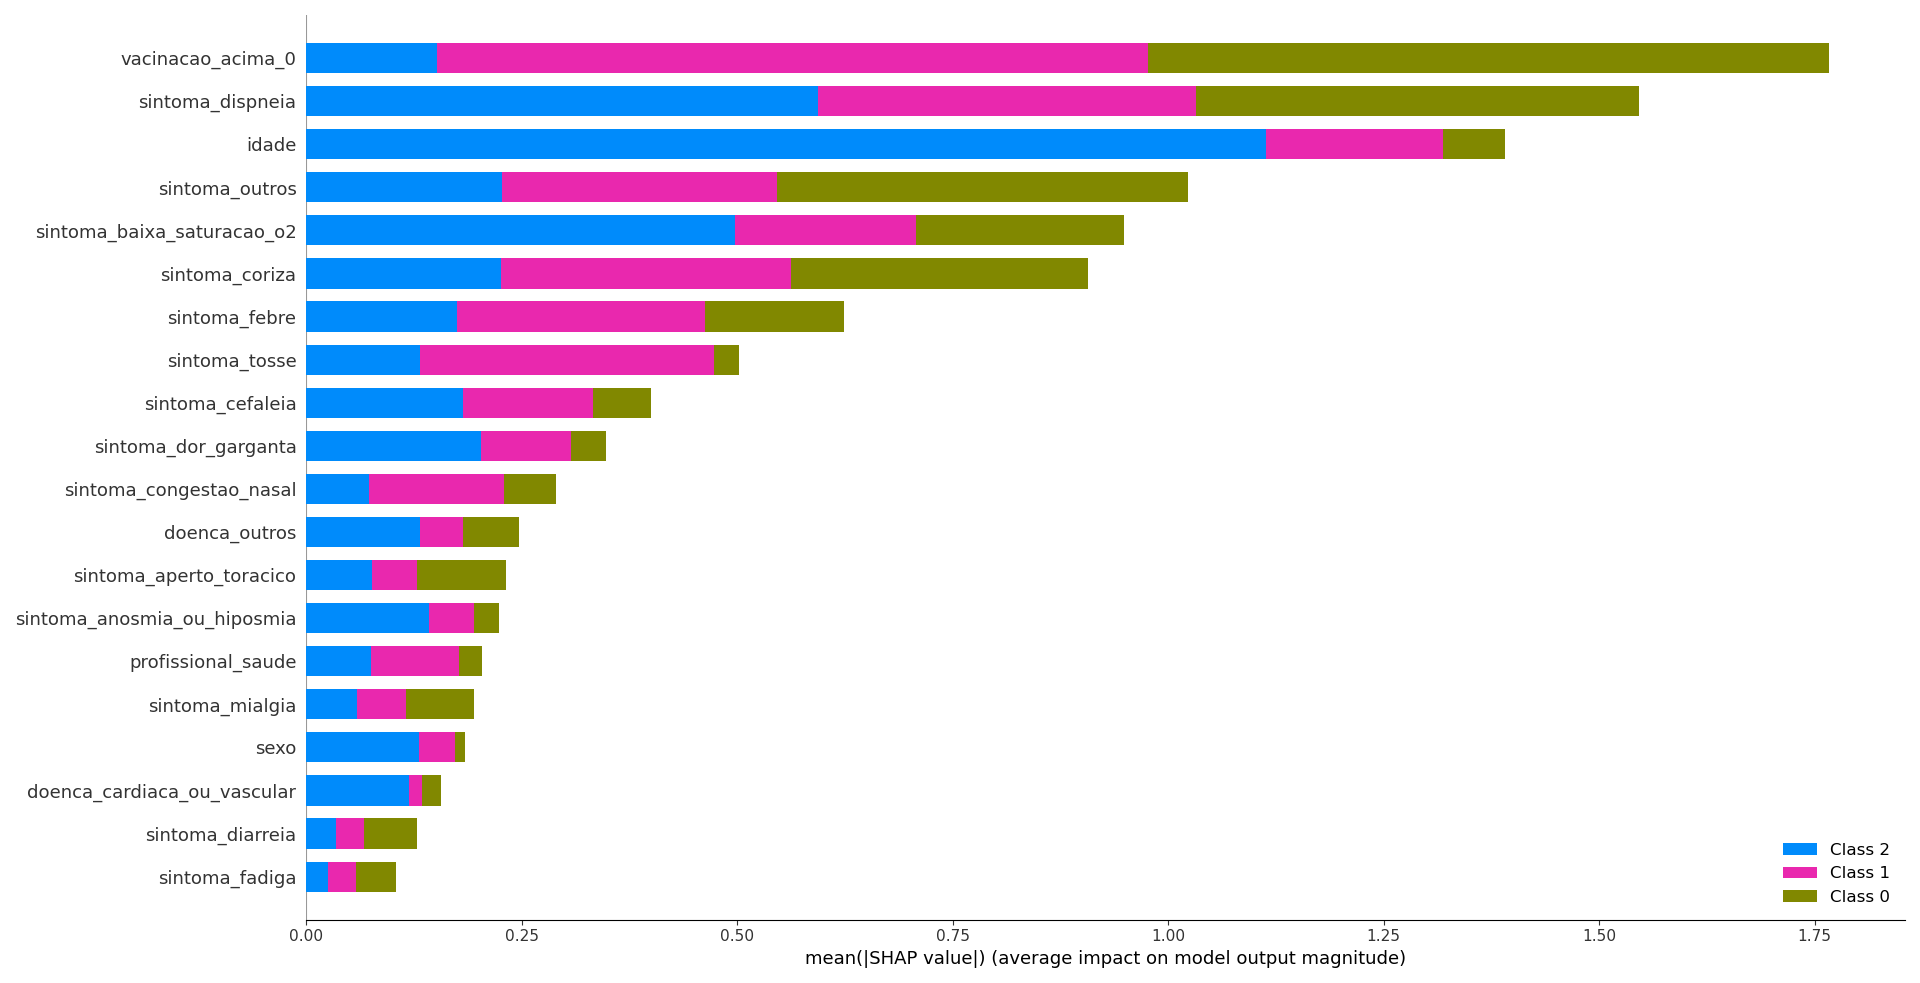 vacinacao_acima_0
sintoma_dispneia
idade
sintoma_outros
sintoma_baixa_saturacao_o2
sintoma_coriza
sintoma_febre
sintoma_tosse
sintoma_cefaleia
sintoma_dor_garganta
sintoma_congestao_nasal
doenca_outros
sintoma_aperto_toracico
sintoma_anosmia_ou_hiposmia
profissional_saude
sintoma_mialgia
sexo
doenca_cardiaca_ou_vascular
sintoma_diarreia
sintoma_fadiga
Class 2
Class 1
Class 0
0.00 0.25 0.50 0.75 1.00 1.25 1.50 1.75
mean(|SHAP value|) (average impact on model output magnitude)